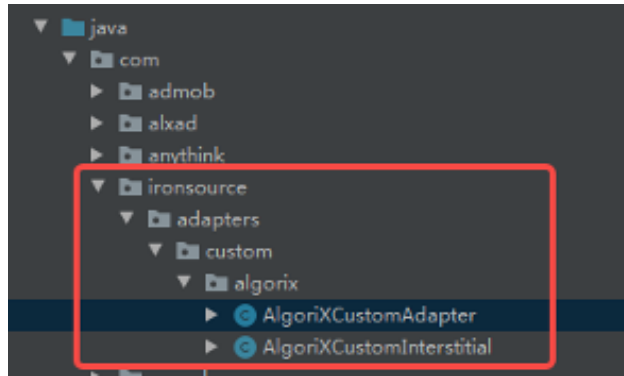 java
com
admob
alxad
anythink
ironsource
adapters
custom
algorix
AlgoriXCustomAdapter
AlgoriXCustomInterstitial